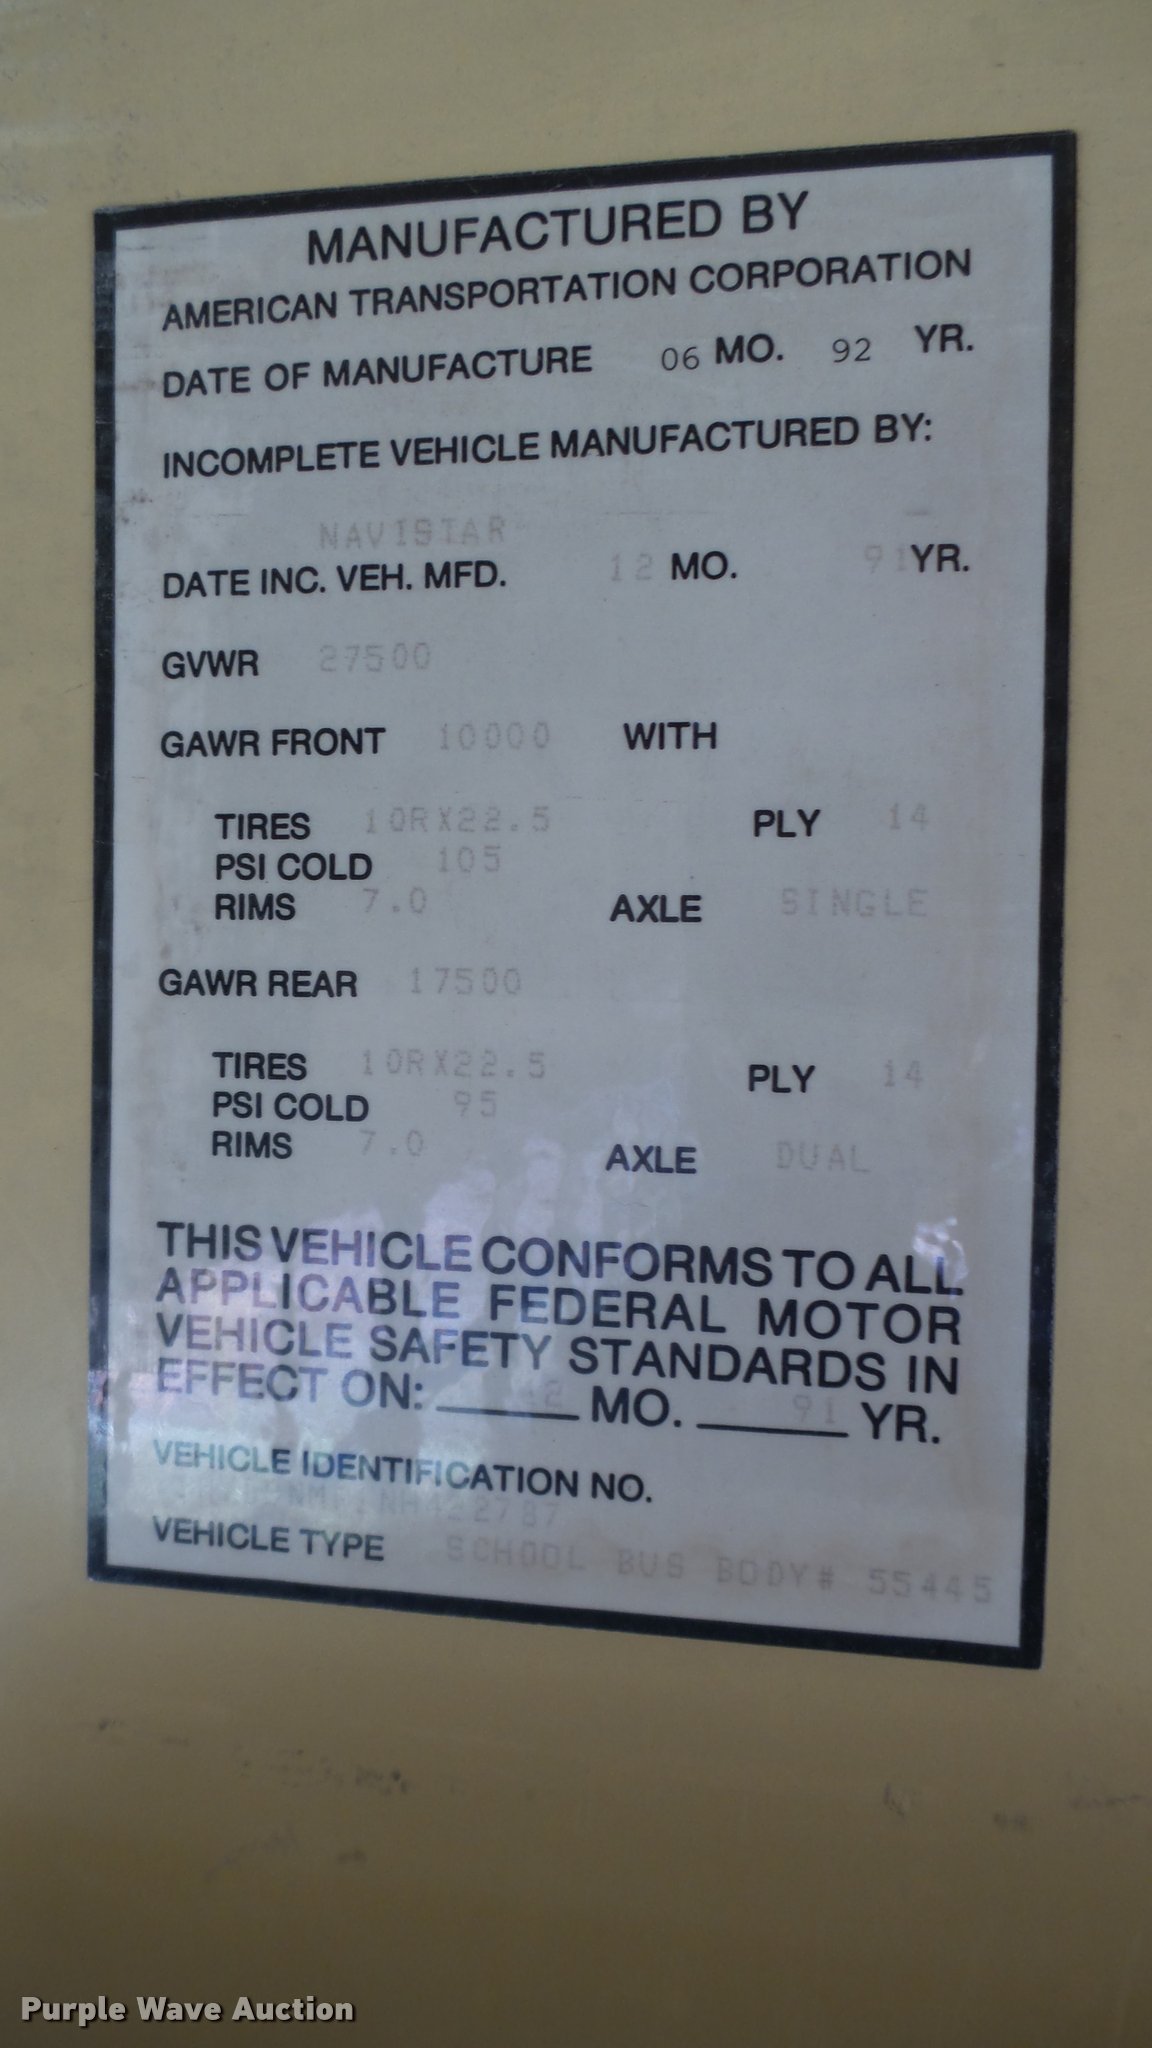 MANUFACTURED BY
AMERICAN TRANSPORTATION CORPORATION
DATE OF MANUFACTURE 06 MO. 92 YR.
INCOMPLETE VEHICLE MANUFACTURED BY:
NAVISTAR
DATE INC. VEH. MFD. 12 MO. 91 YR.
GVWR 27500
GAWR FRONT 10000 WITH
TIRES 10RX22.5 PLY 14
PSI COLD 105
RIMS 7.0 AXLE SINGLE
GAWR REAR 17500
TIRES 10RX22.5 PLY 14
PSI COLD 95
RIMS 7.0 AXLE DUAL
THIS VEHICLE CONFORMS TO ALL
APPLICABLE FEDERAL MOTOR
VEHICLE SAFETY STANDARDS IN
EFFECT ON: 12 MO. 91 YR.
VEHICLE IDENTIFICATION NO.
VEHICLE TYPE SCHOOL BUS BODY# 55445
Purple Wave Auction